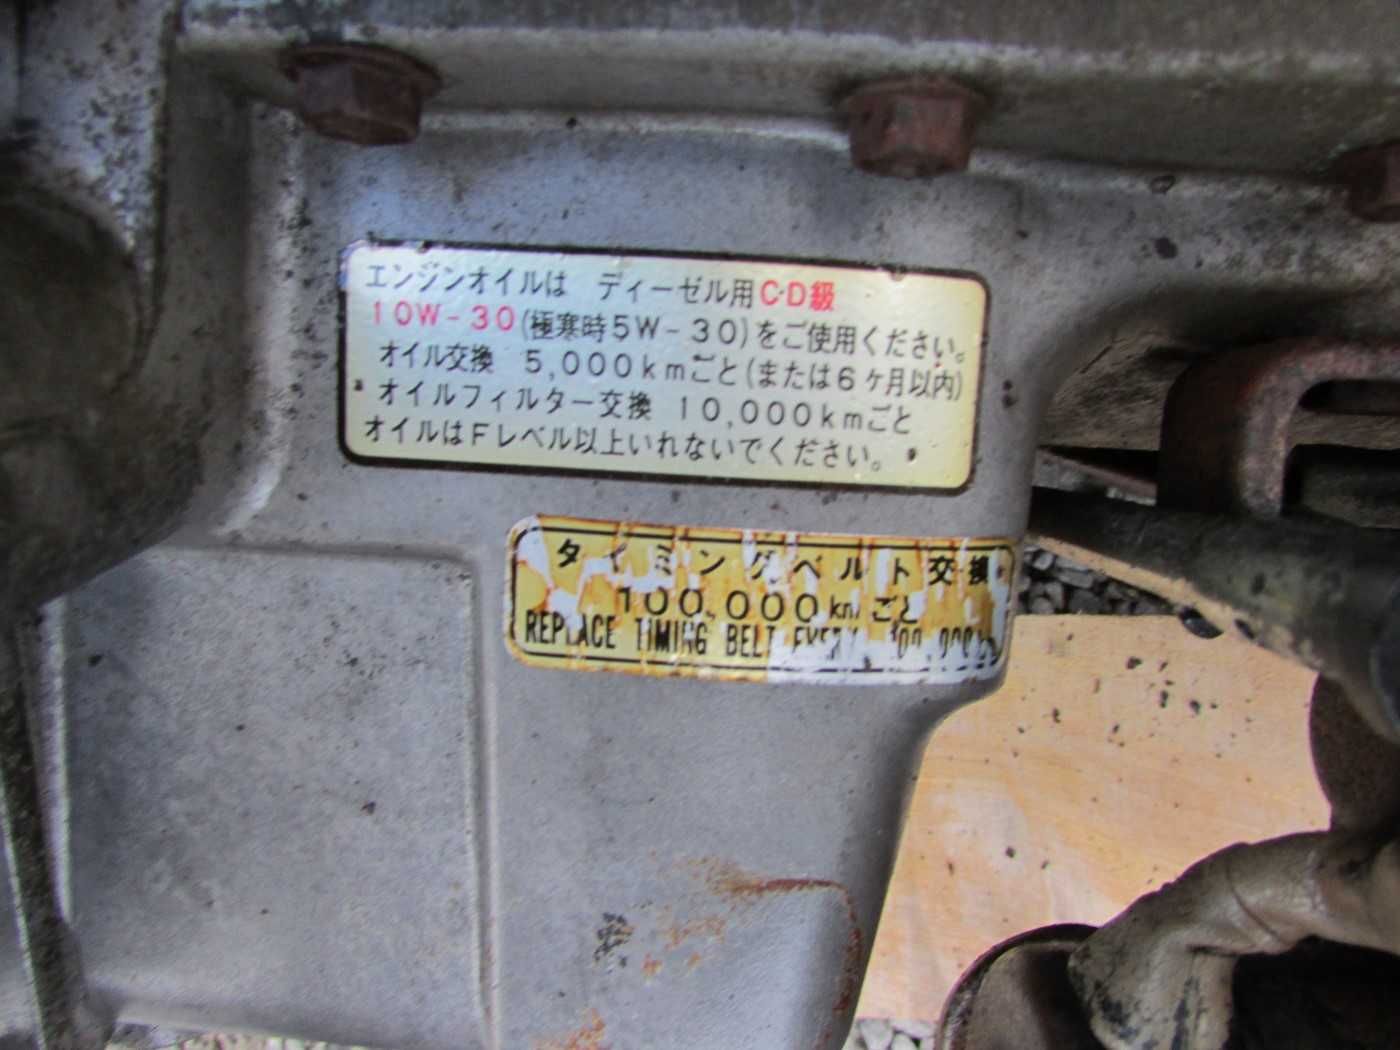 エンジンオイルは ディーゼル用C・D級
10W-30(極寒時5W-30)をご使用ください。
オイル交換 5,000kmごと(または6ヶ月以内)
オイルフィルター交換 10,000kmごと
オイルはFレベル以上いれないでください。
タイミングベルト交換
100,000kmごと
REPLACE TIMING BELT EVERY 100,000km